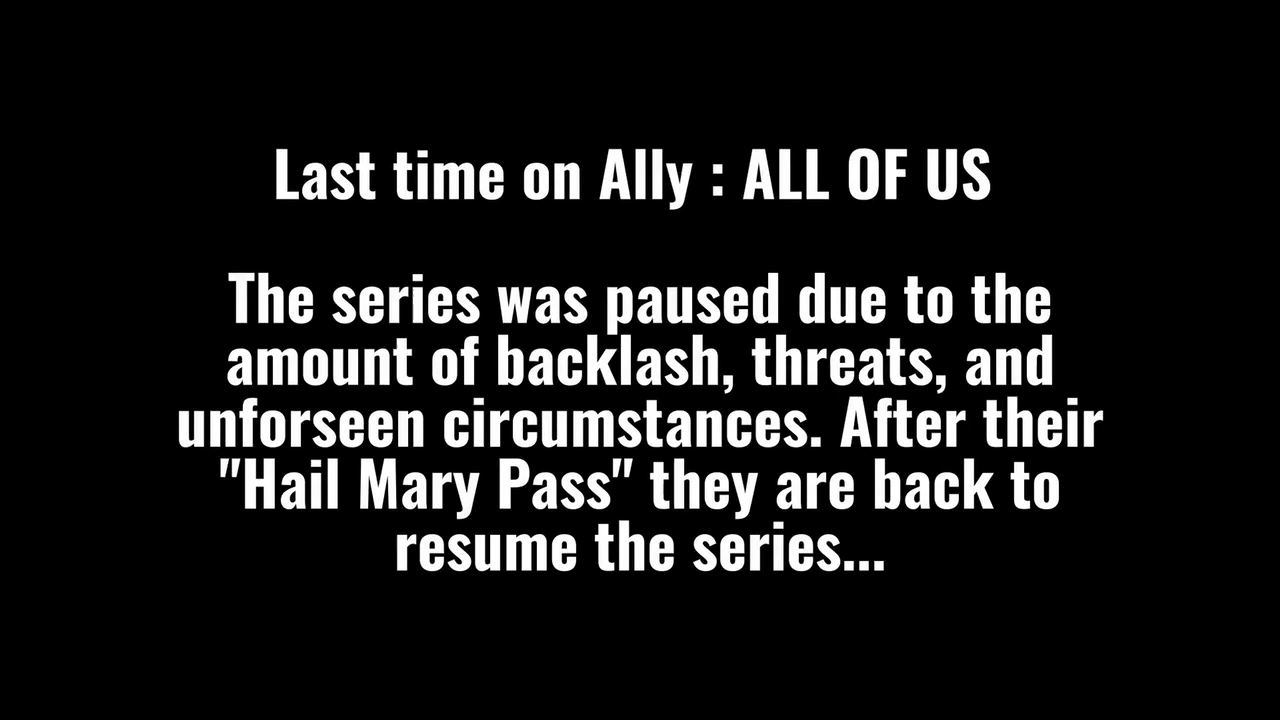 Last time on Ally : ALL OF US
The series was paused due to the
amount of backlash, threats, and
unforseen circumstances. After their
"Hail Mary Pass" they are back to
resume the series...